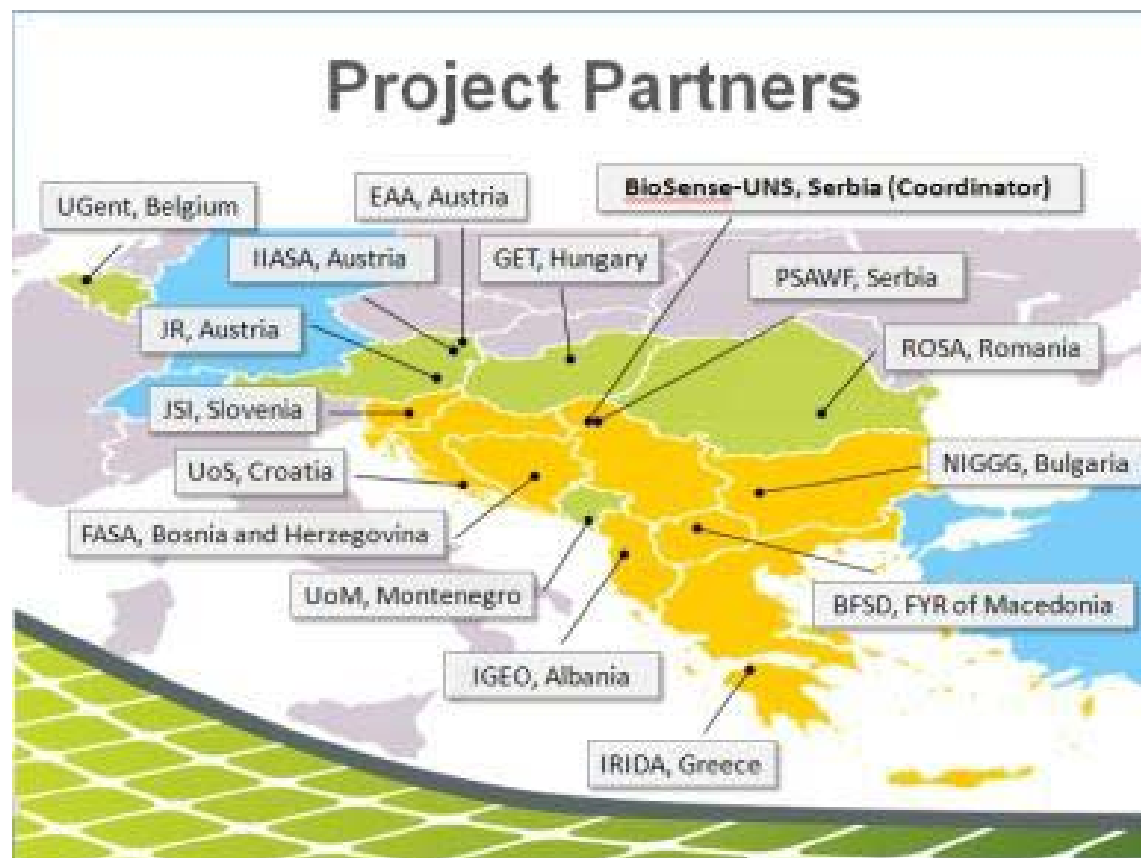 Project Partners
UGent, Belgium
EAA, Austria
BioSense-UNS, Serbia (Coordinator)
IIASA, Austria
GET, Hungary
PSAWF, Serbia
JR, Austria
ROSA, Romania
JSI, Slovenia
UoS, Croatia
NIGGG, Bulgaria
FASA, Bosnia and Herzegovina
UoM, Montenegro
BFSD, FYR of Macedonia
IGEO, Albania
IRIDA, Greece